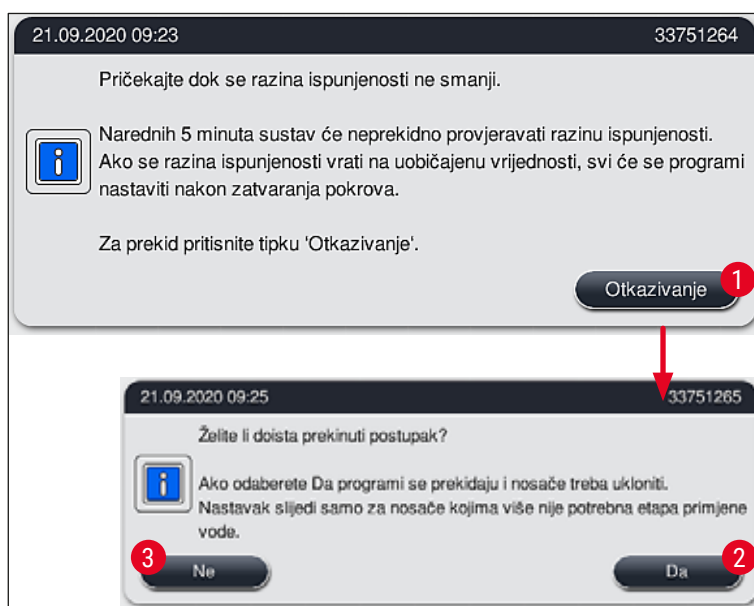 21.09.2020 09:23 33751264
Pričekajte dok se razina ispunjenosti ne smanji.
Narednih 5 minuta sustav će neprekidno provjeravati razinu ispunjenosti.
Ako se razina ispunjenosti vrati na uobičajenu vrijednosti, svi će se programi
nastaviti nakon zatvaranja pokrova.
Za prekid pritisnite tipku 'Otkazivanje'.
Otkazivanje 1
21.09.2020 09:25 33751265
Želite li doista prekinuti postupak?
Ako odaberete Da programi se prekidaju i nosače treba ukloniti.
Nastavak slijedi samo za nosače kojima više nije potrebna etapa primjene
vode.
3 Ne Da 2